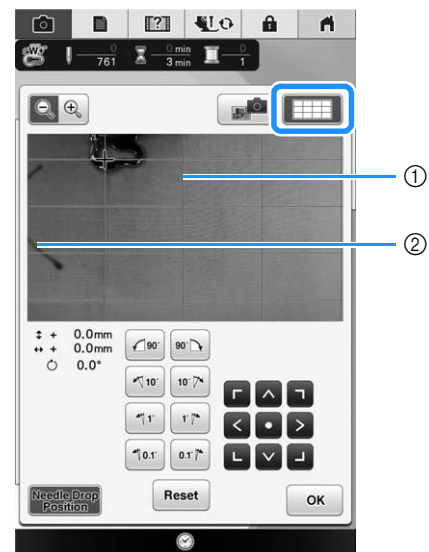 [?]
W+
0
761
0 min
3 min
0
1
①
②
+ 0.0mm
+ 0.0mm
0.0°
90° 90°
10° 10°
1° 1°
0.1° 0.1°
Needle Drop
Position
Reset
OK